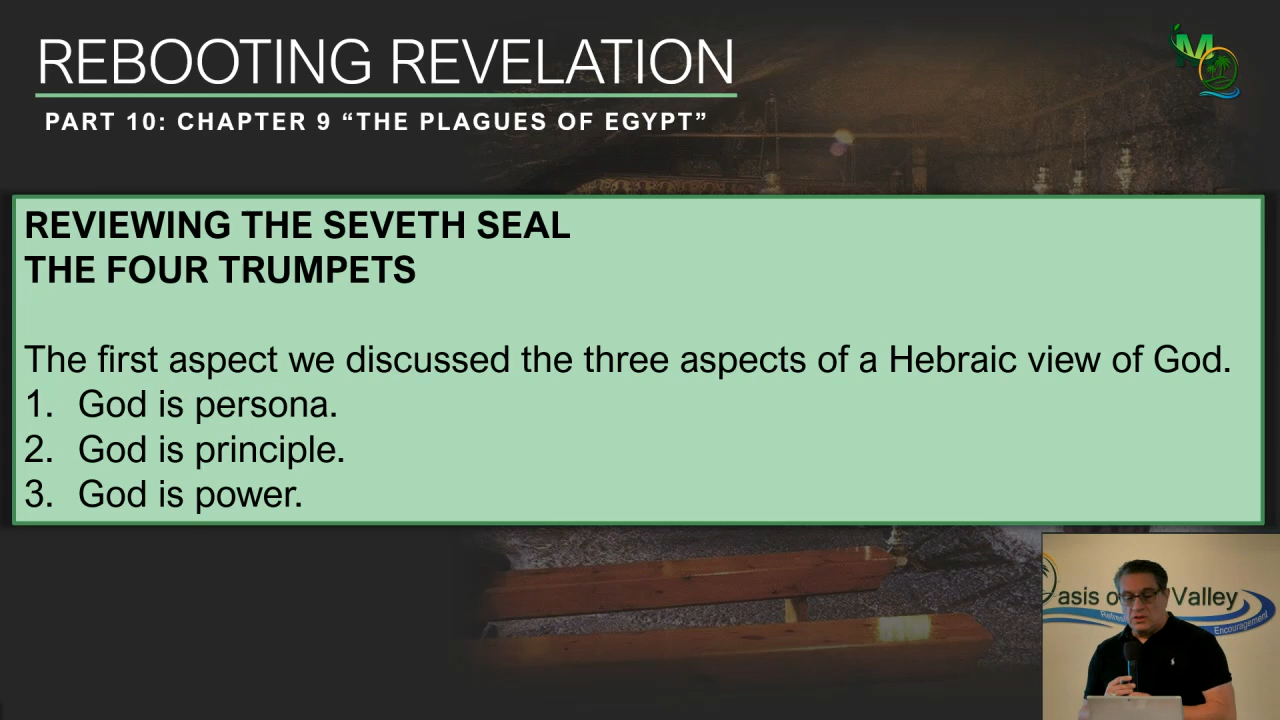 REBOOTING REVELATION
PART 10: CHAPTER 9 “THE PLAGUES OF EGYPT”
REVIEWING THE SEVETH SEAL
THE FOUR TRUMPETS
The first aspect we discussed the three aspects of a Hebraic view of God.
1. God is persona.
2. God is principle.
3. God is power.
asis o Valley
Encouragement